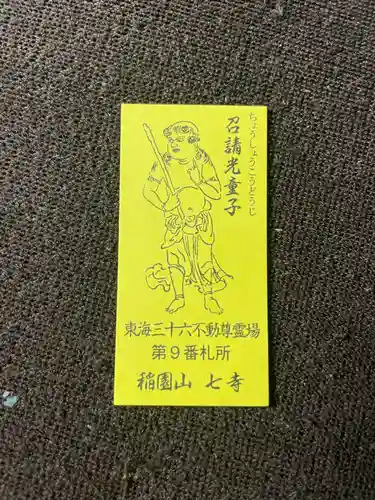 召請光童子
ちょうしょうこうどうじ
東海三十六不動尊霊場
第9番札所
稲園山 七寺